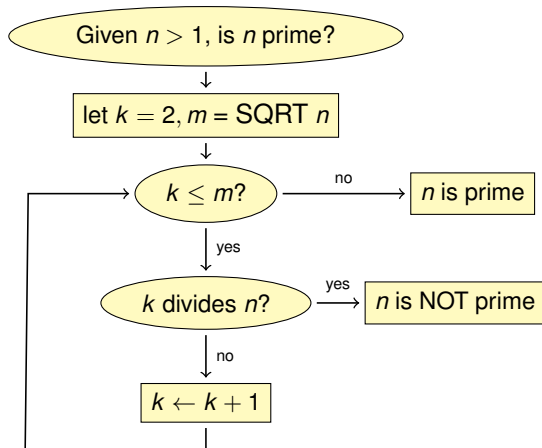 Given n > 1, is n prime?
let k = 2, m = SQRT n
k ≤ m?
no
n is prime
yes
k divides n?
yes
n is NOT prime
no
k ← k + 1